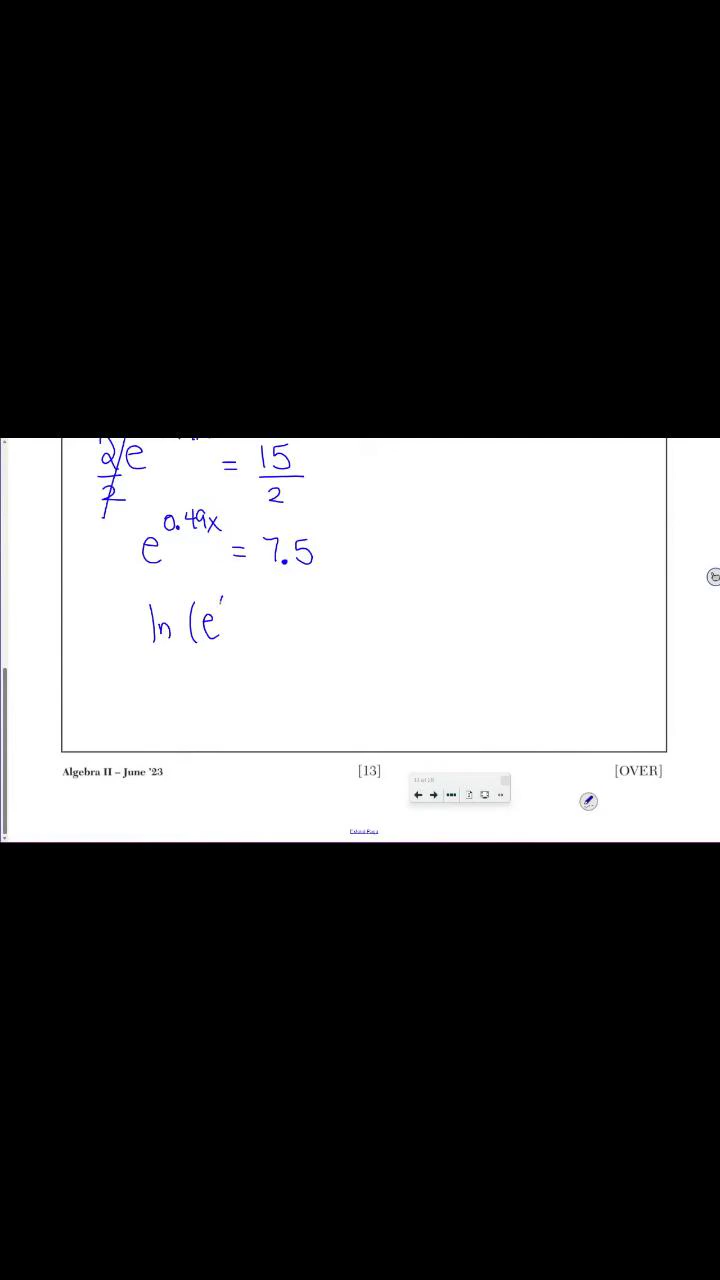 2e = 15
2 2
e^0.49x = 7.5
ln (e'
Algebra II – June '23 [13] [OVER]